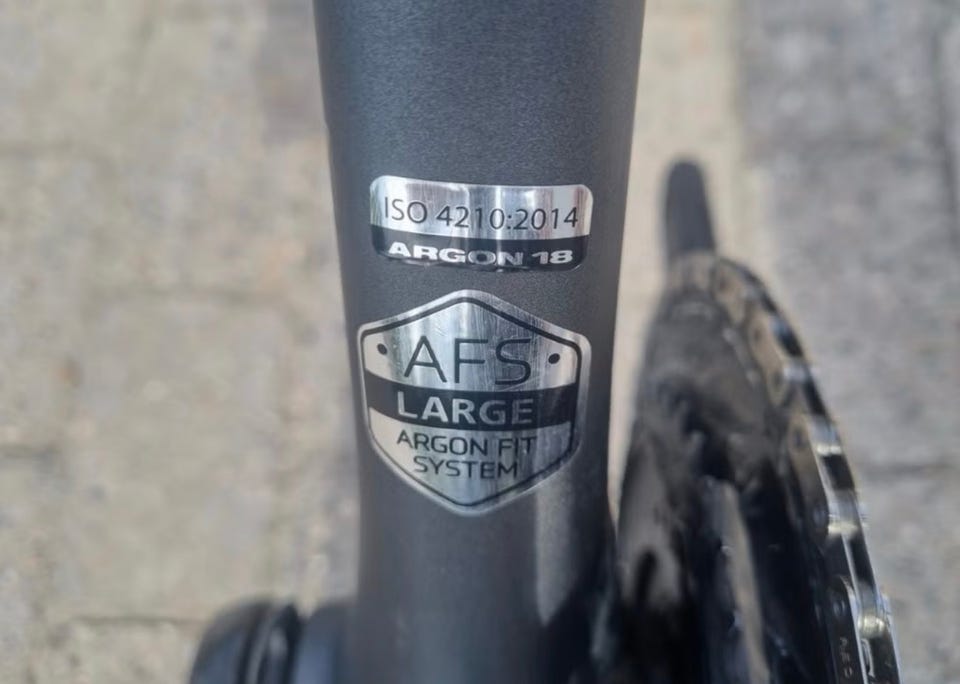 ISO 4210:2014
ARGON 18
AFS
LARGE
ARGON FIT
SYSTEM